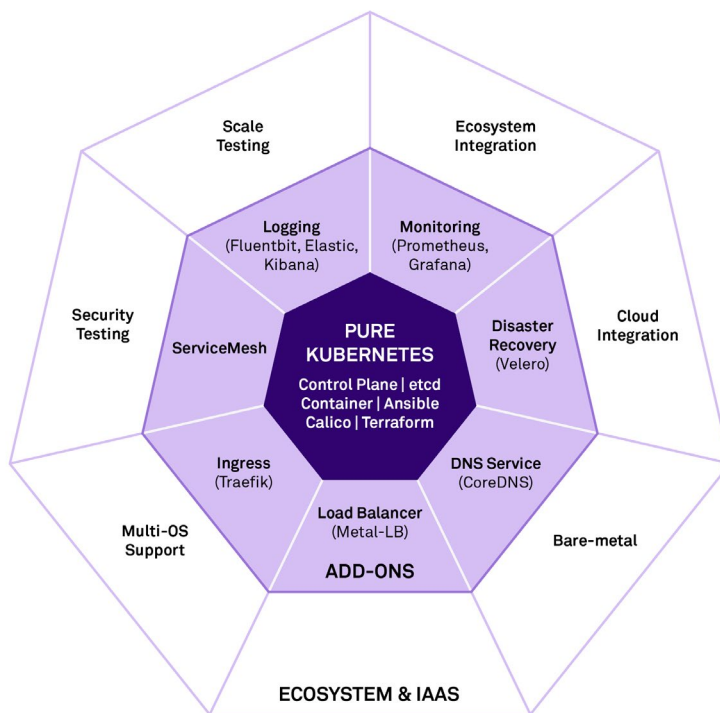 Scale
Testing
Ecosystem
Integration
Logging
(Fluentbit, Elastic,
Kibana)
Monitoring
(Prometheus,
Grafana)
Security
Testing
ServiceMesh
PURE
KUBERNETES
Control Plane | etcd
Container | Ansible
Calico | Terraform
Disaster
Recovery
(Velero)
Cloud
Integration
Ingress
(Traefik)
DNS Service
(CoreDNS)
Load Balancer
(Metal-LB)
Multi-OS
Support
Bare-metal
ADD-ONS
ECOSYSTEM & IAAS